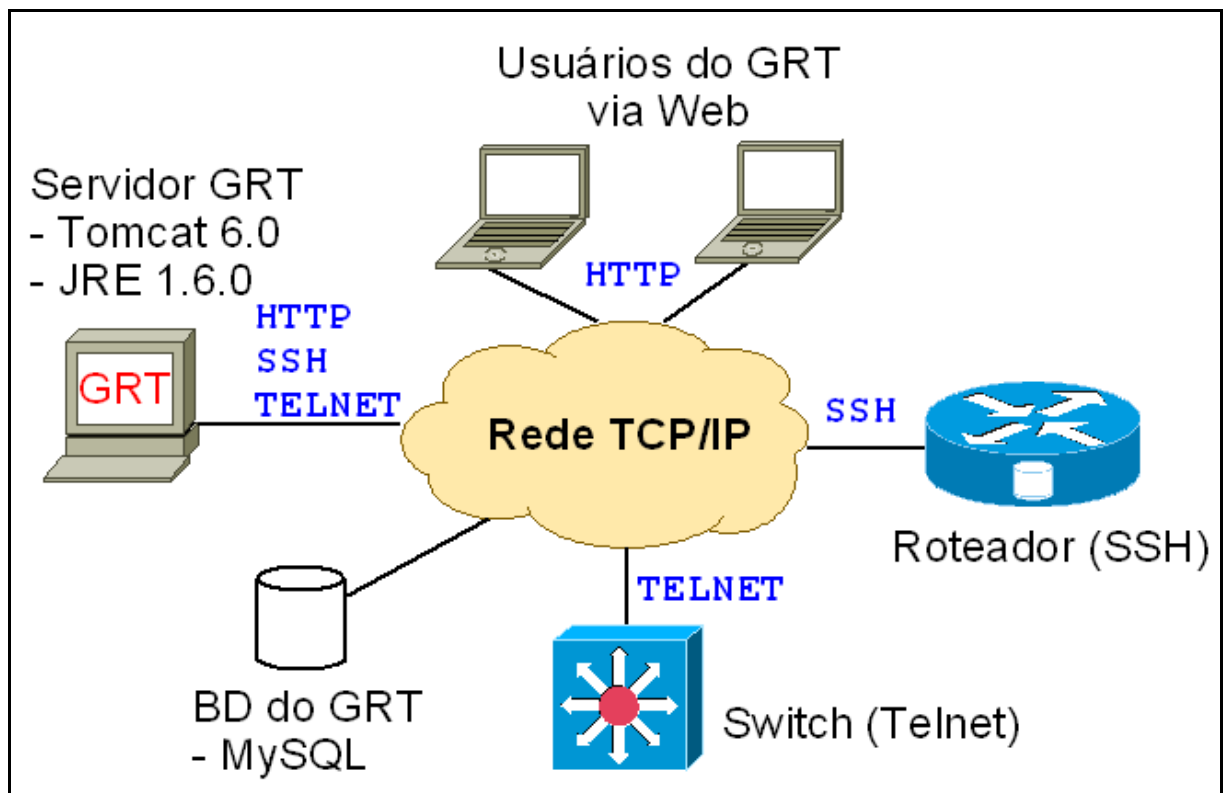 Usuários do GRT
via Web
Servidor GRT
- Tomcat 6.0
- JRE 1.6.0
HTTP
HTTP
SSH
TELNET
GRT
Rede TCP/IP
SSH
Roteador (SSH)
TELNET
BD do GRT
- MySQL
Switch (Telnet)